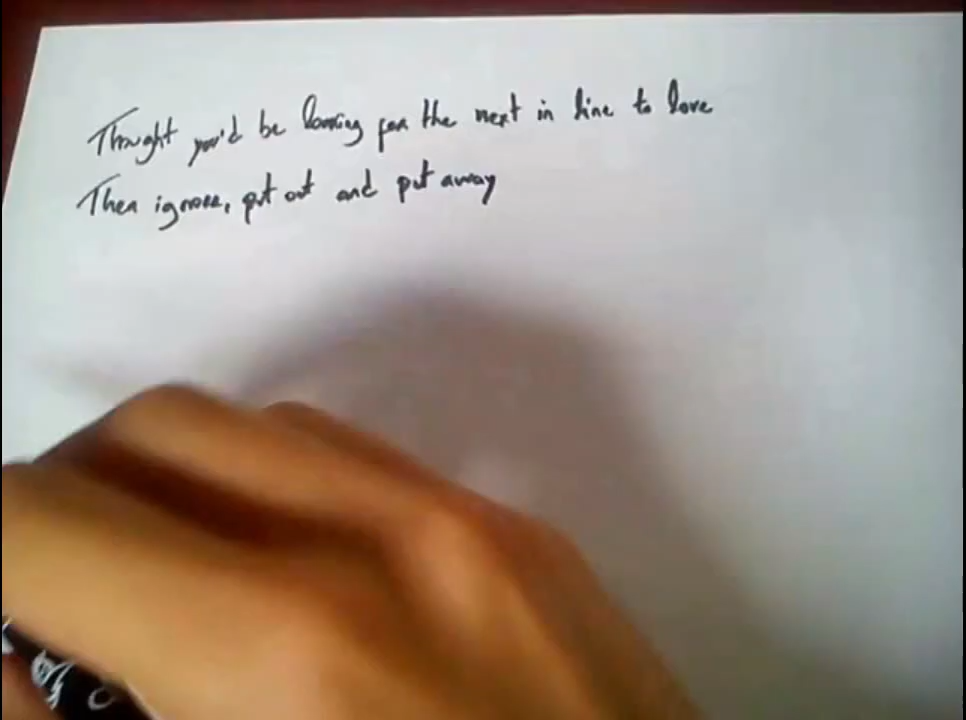 Thought you'd be looking for the next in line to love
Then ignore, put out and put away